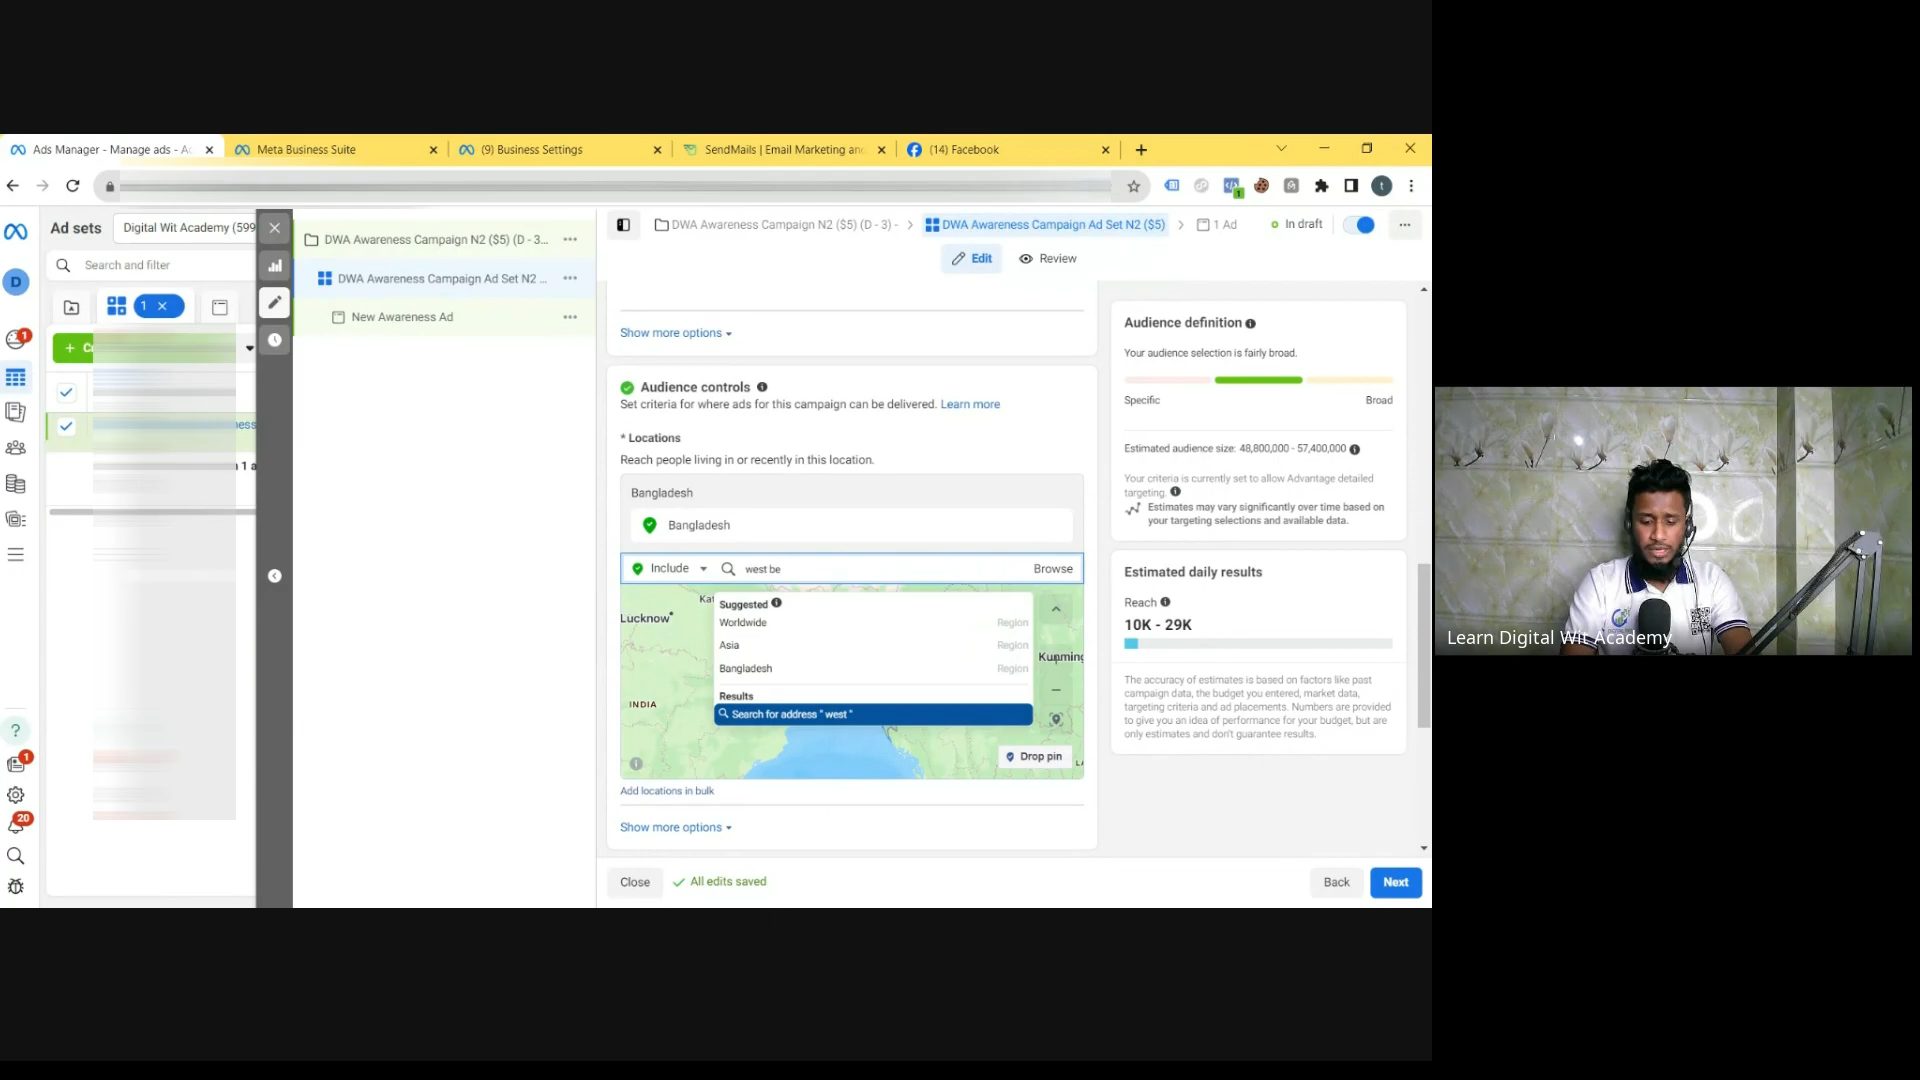 Ads Manager - Manage ads - Ac
Meta Business Suite
(9) Business Settings
SendMails | Email Marketing an
(14) Facebook
t
Ad sets
Digital Wit Academy (599
DWA Awareness Campaign N2 ($5) (D - 3) -
DWA Awareness Campaign Ad Set N2 ($5)
1 Ad
In draft
DWA Awareness Campaign N2 ($5) (D - 3...
Search and filter
Edit
Review
D
DWA Awareness Campaign Ad Set N2 ...
1
New Awareness Ad
1
Show more options
ess
1 a
Audience controls
Set criteria for where ads for this campaign can be delivered. Learn more
* Locations
Reach people living in or recently in this location.
Bangladesh
Bangladesh
Include
west be
Browse
Lucknow
Suggested
Worldwide
Region
Asia
Region
Bangladesh
Region
Kunming
Results
INDIA
Search for address " west "
Drop pin
Add locations in bulk
Show more options
Audience definition
Your audience selection is fairly broad.
Specific
Broad
Estimated audience size: 48,800,000 - 57,400,000
Your criteria is currently set to allow Advantage detailed
targeting.
Estimates may vary significantly over time based on
your targeting selections and available data.
Estimated daily results
Reach
10K - 29K
The accuracy of estimates is based on factors like past
campaign data, the budget you entered, market data,
targeting criteria and ad placements. Numbers are provided
to give you an idea of performance for your budget, but are
only estimates and don't guarantee results.
1
20
Close
All edits saved
Back
Next
Learn Digital Wit Academy